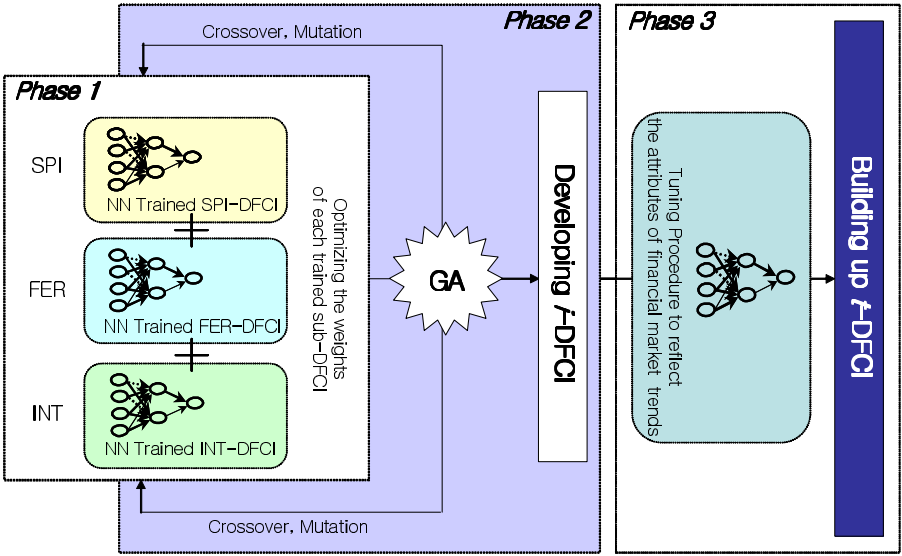 Phase 2
Phase 3
Crossover, Mutation
Phase 1
SPI
NN Trained SPI-DFCI
FER
NN Trained FER-DFCI
INT
NN Trained INT-DFCI
Optimizing the weights
of each trained sub-DFCI
GA
Developing i-DFCI
Tuning Procedure to reflect
the attributes of financial market trends
Building up t-DFCI
Crossover, Mutation